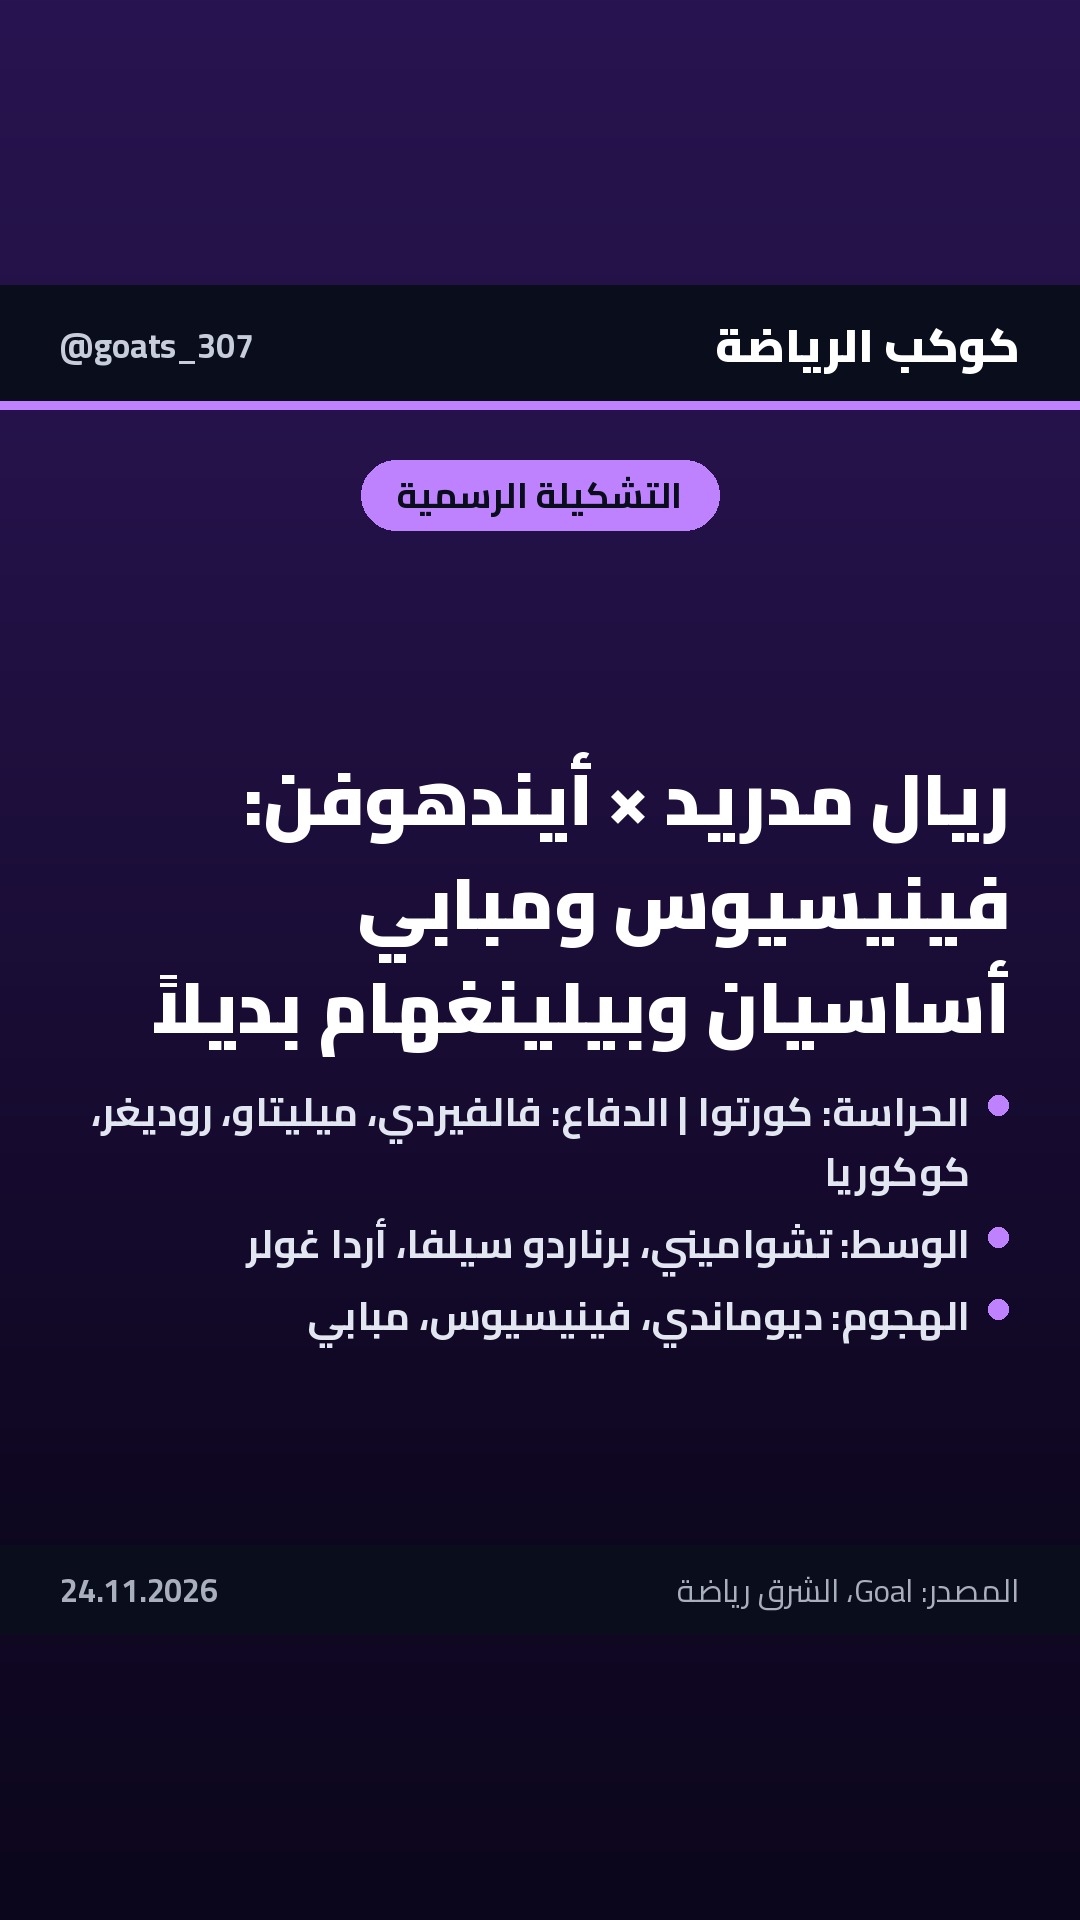 كوكب الرياضة
@goats_307
التشكيلة الرسمية
ريال مدريد × أيندهوفن:
فينيسيوس ومبابي
أساسيان وبيلينغهام بديلاً
الحراسة: كورتوا | الدفاع: فالفيردي، ميليتاو، روديغر،
كوكوريا
الوسط: تشواميني، برناردو سيلفا، أردا غولر
الهجوم: ديوماندي، فينيسيوس، مبابي
المصدر: Goal، الشرق رياضة
24.11.2026